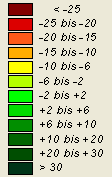 < -25
-25 bis -20
-20 bis -15
-15 bis -10
-10 bis -6
-6 bis -2
-2 bis +2
+2 bis +6
+6 bis +10
+10 bis +20
+20 bis +30
> 30